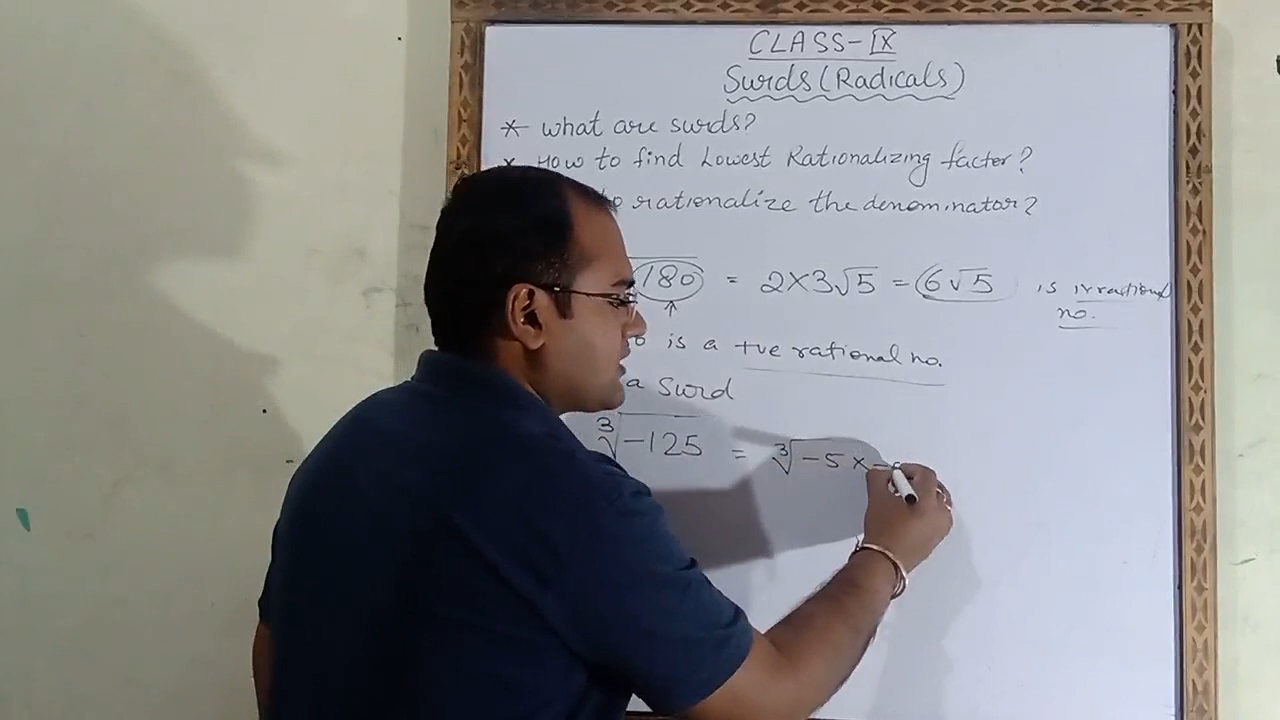 CLASS-IX
Surds (Radicals)
* what are surds?
* How to find Lowest Rationalizing factor?
to rationalize the denominator?
180 = 2×3√5 = 6√5 is irrational
no.
is a +ve rational no.
a Surd
∛-125 = ∛-5×-